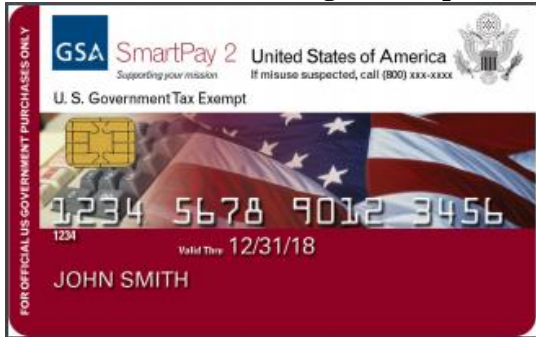 FOR OFFICIAL US GOVERNMENT PURCHASES ONLY
GSA SmartPay 2
Supporting your mission
United States of America
If misuse suspected, call (800) xxx-xxxx
U. S. Government Tax Exempt
1234 5678 9012 3456
1234
Valid Thru 12/31/18
JOHN SMITH